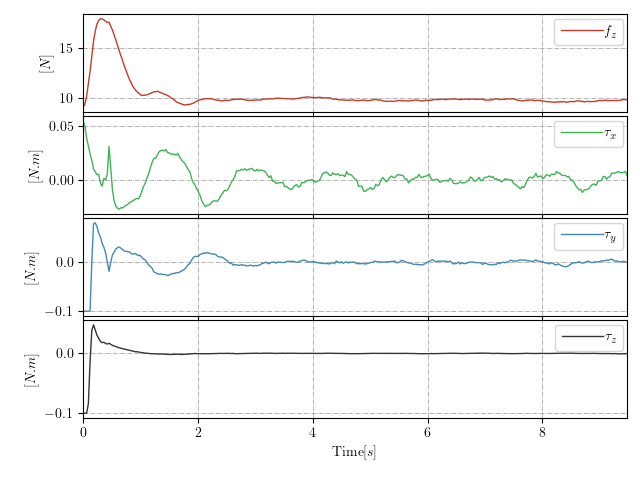 [N]
15
10
f_z
[N.m]
0.05
0.00
τ_x
[N.m]
0.0
−0.1
τ_y
[N.m]
0.0
−0.1
τ_z
0 2 4 6 8
Time[s]